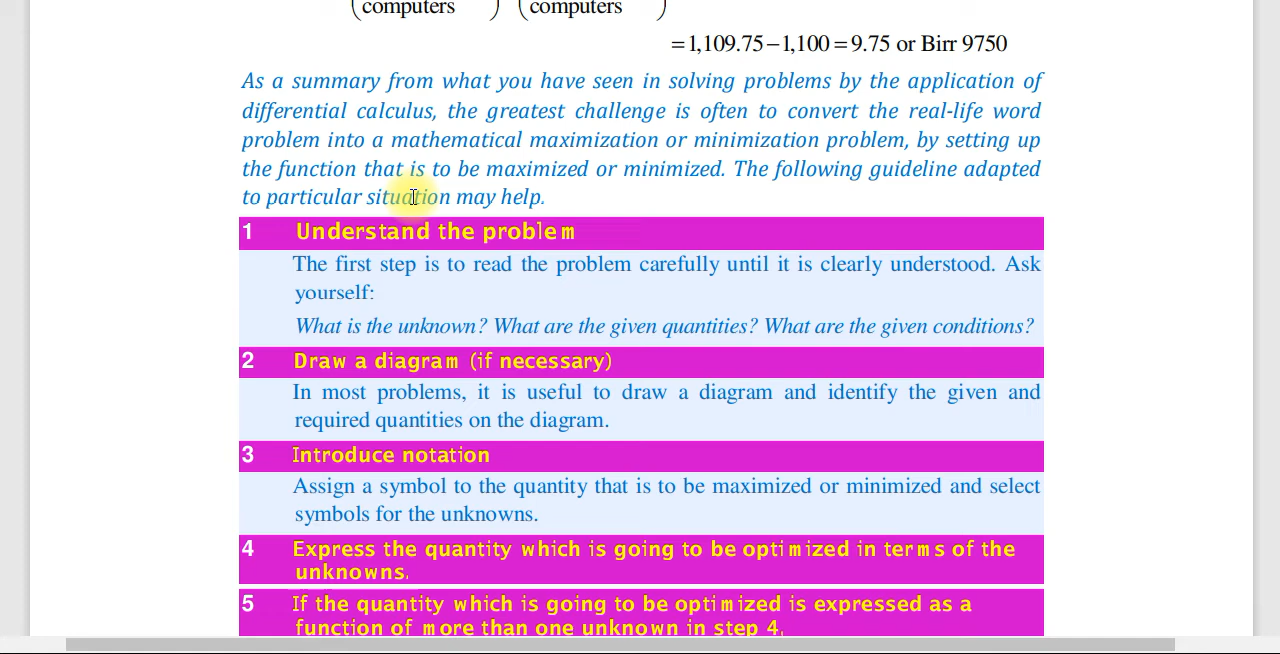 computers computers
= 1,109.75 − 1,100 = 9.75 or Birr 9750
As a summary from what you have seen in solving problems by the application of
differential calculus, the greatest challenge is often to convert the real-life word
problem into a mathematical maximization or minimization problem, by setting up
the function that is to be maximized or minimized. The following guideline adapted
to particular situation may help.
1 Understand the problem
The first step is to read the problem carefully until it is clearly understood. Ask
yourself:
What is the unknown? What are the given quantities? What are the given conditions?
2 Draw a diagram (if necessary)
In most problems, it is useful to draw a diagram and identify the given and
required quantities on the diagram.
3 Introduce notation
Assign a symbol to the quantity that is to be maximized or minimized and select
symbols for the unknowns.
4 Express the quantity which is going to be optimized in terms of the
unknowns.
5 If the quantity which is going to be optimized is expressed as a
function of more than one unknown in step 4,